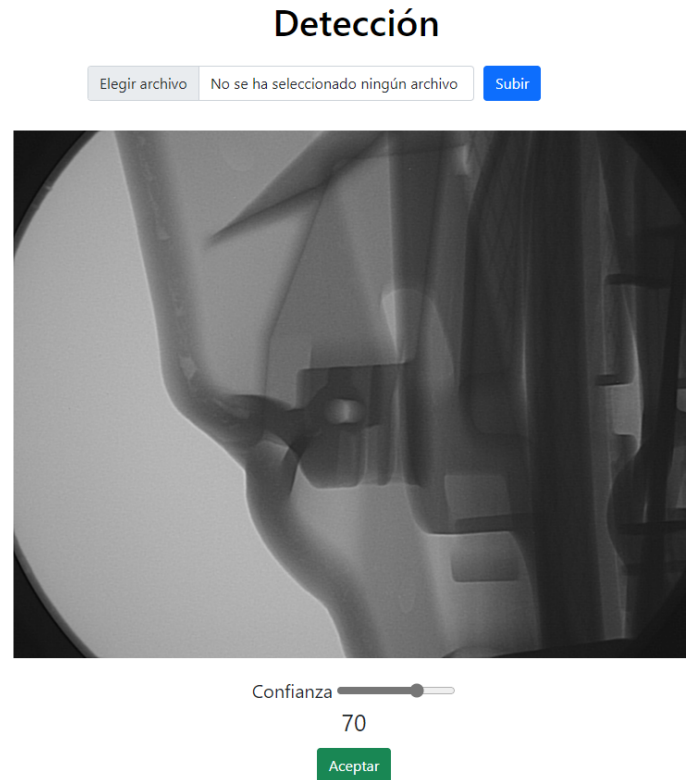 Detección
Elegir archivo No se ha seleccionado ningún archivo Subir
Confianza
70
Aceptar